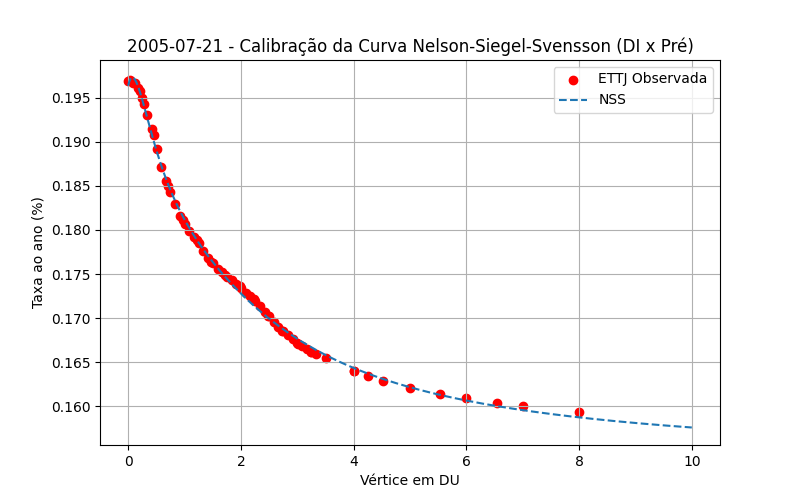 2005-07-21 - Calibração da Curva Nelson-Siegel-Svensson (DI x Pré)
ETTJ Observada
NSS
Taxa ao ano (%)
0.195
0.190
0.185
0.180
0.175
0.170
0.165
0.160
0 2 4 6 8 10
Vértice em DU